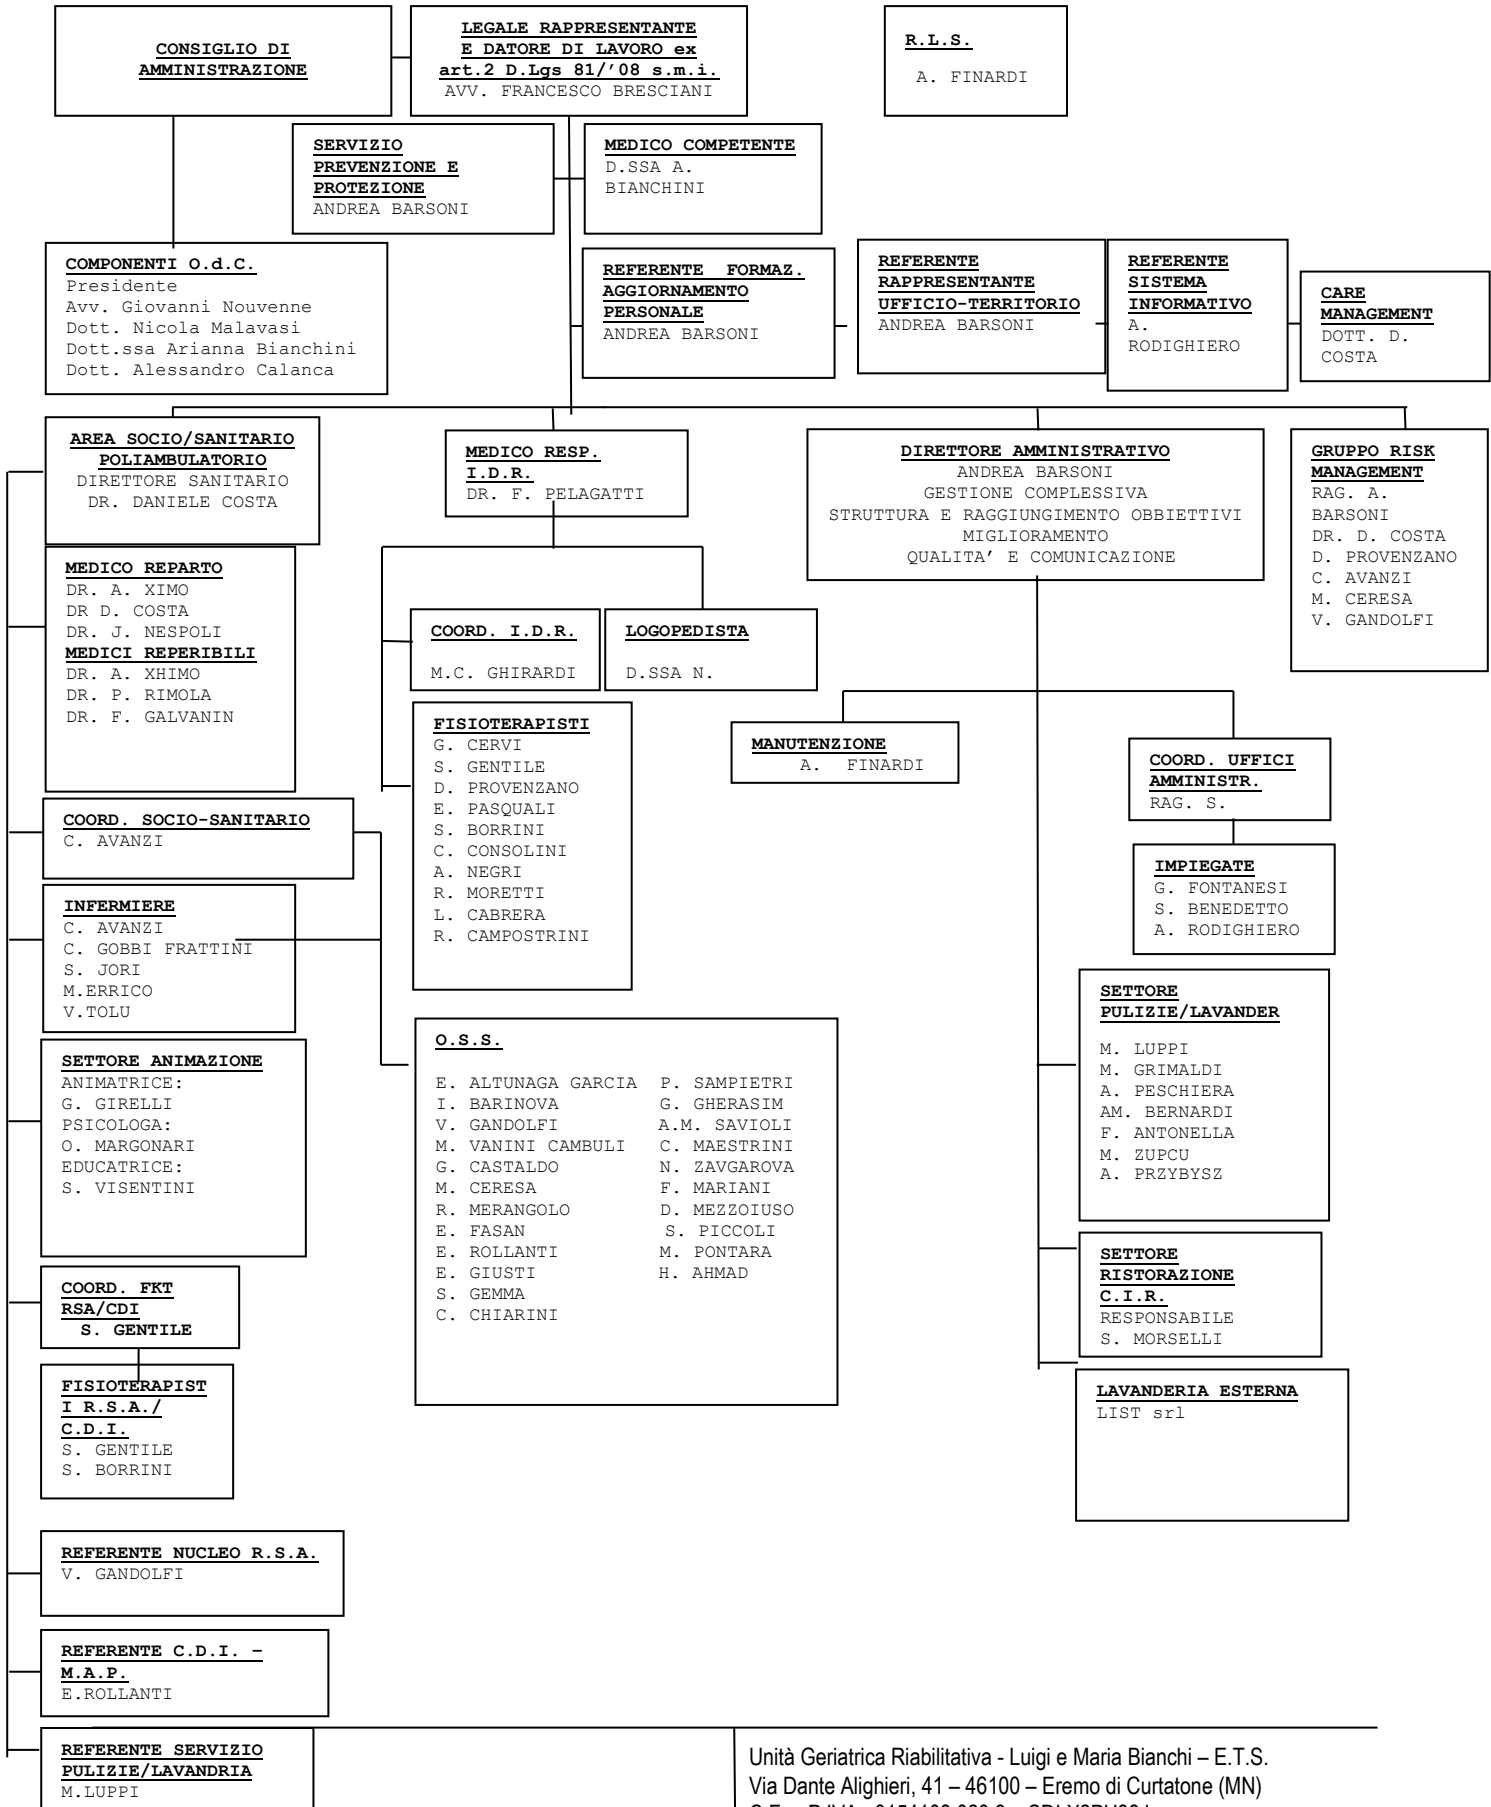 CONSIGLIO DI
AMMINISTRAZIONE
LEGALE RAPPRESENTANTE
E DATORE DI LAVORO ex
art.2 D.Lgs 81/'08 s.m.i.
AVV. FRANCESCO BRESCIANI
R.L.S.
A. FINARDI
SERVIZIO
PREVENZIONE E
PROTEZIONE
ANDREA BARSONI
MEDICO COMPETENTE
D.SSA A.
BIANCHINI
COMPONENTI O.d.C.
Presidente
Avv. Giovanni Nouvenne
Dott. Nicola Malavasi
Dott.ssa Arianna Bianchini
Dott. Alessandro Calanca
REFERENTE FORMAZ.
AGGIORNAMENTO
PERSONALE
ANDREA BARSONI
REFERENTE
RAPPRESENTANTE
UFFICIO-TERRITORIO
ANDREA BARSONI
REFERENTE
SISTEMA
INFORMATIVO
A.
RODIGHIERO
CARE
MANAGEMENT
DOTT. D.
COSTA
AREA SOCIO/SANITARIO
POLIAMBULATORIO
DIRETTORE SANITARIO
DR. DANIELE COSTA
MEDICO RESP.
I.D.R.
DR. F. PELAGATTI
DIRETTORE AMMINISTRATIVO
ANDREA BARSONI
GESTIONE COMPLESSIVA
STRUTTURA E RAGGIUNGIMENTO OBBIETTIVI
MIGLIORAMENTO
QUALITA’ E COMUNICAZIONE
GRUPPO RISK
MANAGEMENT
RAG. A.
BARSONI
DR. D. COSTA
D. PROVENZANO
C. AVANZI
M. CERESA
V. GANDOLFI
MEDICO REPARTO
DR. A. XIMO
DR D. COSTA
DR. J. NESPOLI
MEDICI REPERIBILI
DR. A. XHIMO
DR. P. RIMOLA
DR. F. GALVANIN
COORD. I.D.R.
M.C. GHIRARDI
LOGOPEDISTA
D.SSA N.
FISIOTERAPISTI
G. CERVI
S. GENTILE
D. PROVENZANO
E. PASQUALI
S. BORRINI
C. CONSOLINI
A. NEGRI
R. MORETTI
L. CABRERA
R. CAMPOSTRINI
MANUTENZIONE
A. FINARDI
COORD. UFFICI
AMMINISTR.
RAG. S.
IMPIEGATE
G. FONTANESI
S. BENEDETTO
A. RODIGHIERO
COORD. SOCIO-SANITARIO
C. AVANZI
INFERMIERE
C. AVANZI
C. GOBBI FRATTINI
S. JORI
M.ERRICO
V.TOLU
SETTORE
PULIZIE/LAVANDER
M. LUPPI
M. GRIMALDI
A. PESCHIERA
AM. BERNARDI
F. ANTONELLA
M. ZUPCU
A. PRZYBYSZ
O.S.S.
E. ALTUNAGA GARCIA P. SAMPIETRI
I. BARINOVA G. GHERASIM
V. GANDOLFI A.M. SAVIOLI
M. VANINI CAMBULI C. MAESTRINI
G. CASTALDO N. ZAVGAROVA
M. CERESA F. MARIANI
R. MERANGOLO D. MEZZOIUSO
E. FASAN S. PICCOLI
E. ROLLANTI M. PONTARA
E. GIUSTI H. AHMAD
S. GEMMA
C. CHIARINI
SETTORE ANIMAZIONE
ANIMATRICE:
G. GIRELLI
PSICOLOGA:
O. MARGONARI
EDUCATRICE:
S. VISENTINI
SETTORE
RISTORAZIONE
C.I.R.
RESPONSABILE
S. MORSELLI
COORD. FKT
RSA/CDI
S. GENTILE
FISIOTERAPIST
I R.S.A./
C.D.I.
S. GENTILE
S. BORRINI
LAVANDERIA ESTERNA
LIST srl
REFERENTE NUCLEO R.S.A.
V. GANDOLFI
REFERENTE C.D.I. –
M.A.P.
E.ROLLANTI
REFERENTE SERVIZIO
PULIZIE/LAVANDRIA
M.LUPPI
Unità Geriatrica Riabilitativa - Luigi e Maria Bianchi – E.T.S.
Via Dante Alighieri, 41 – 46100 – Eremo di Curtatone (MN)